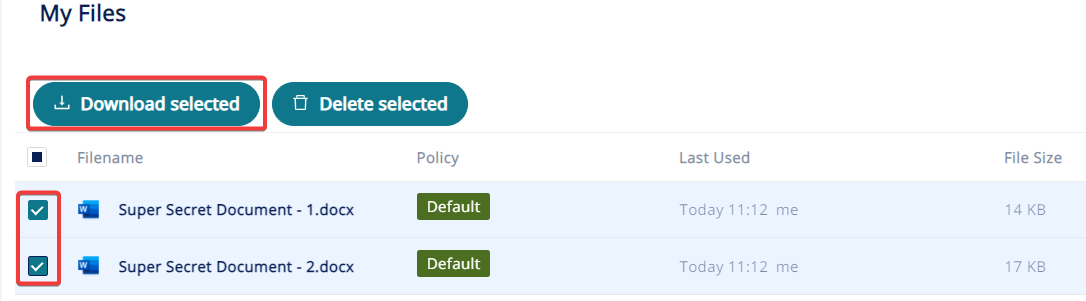 My Files
Download selected Delete selected
Filename Policy Last Used File Size
W Super Secret Document - 1.docx Default Today 11:12 me 14 KB
W Super Secret Document - 2.docx Default Today 11:12 me 17 KB